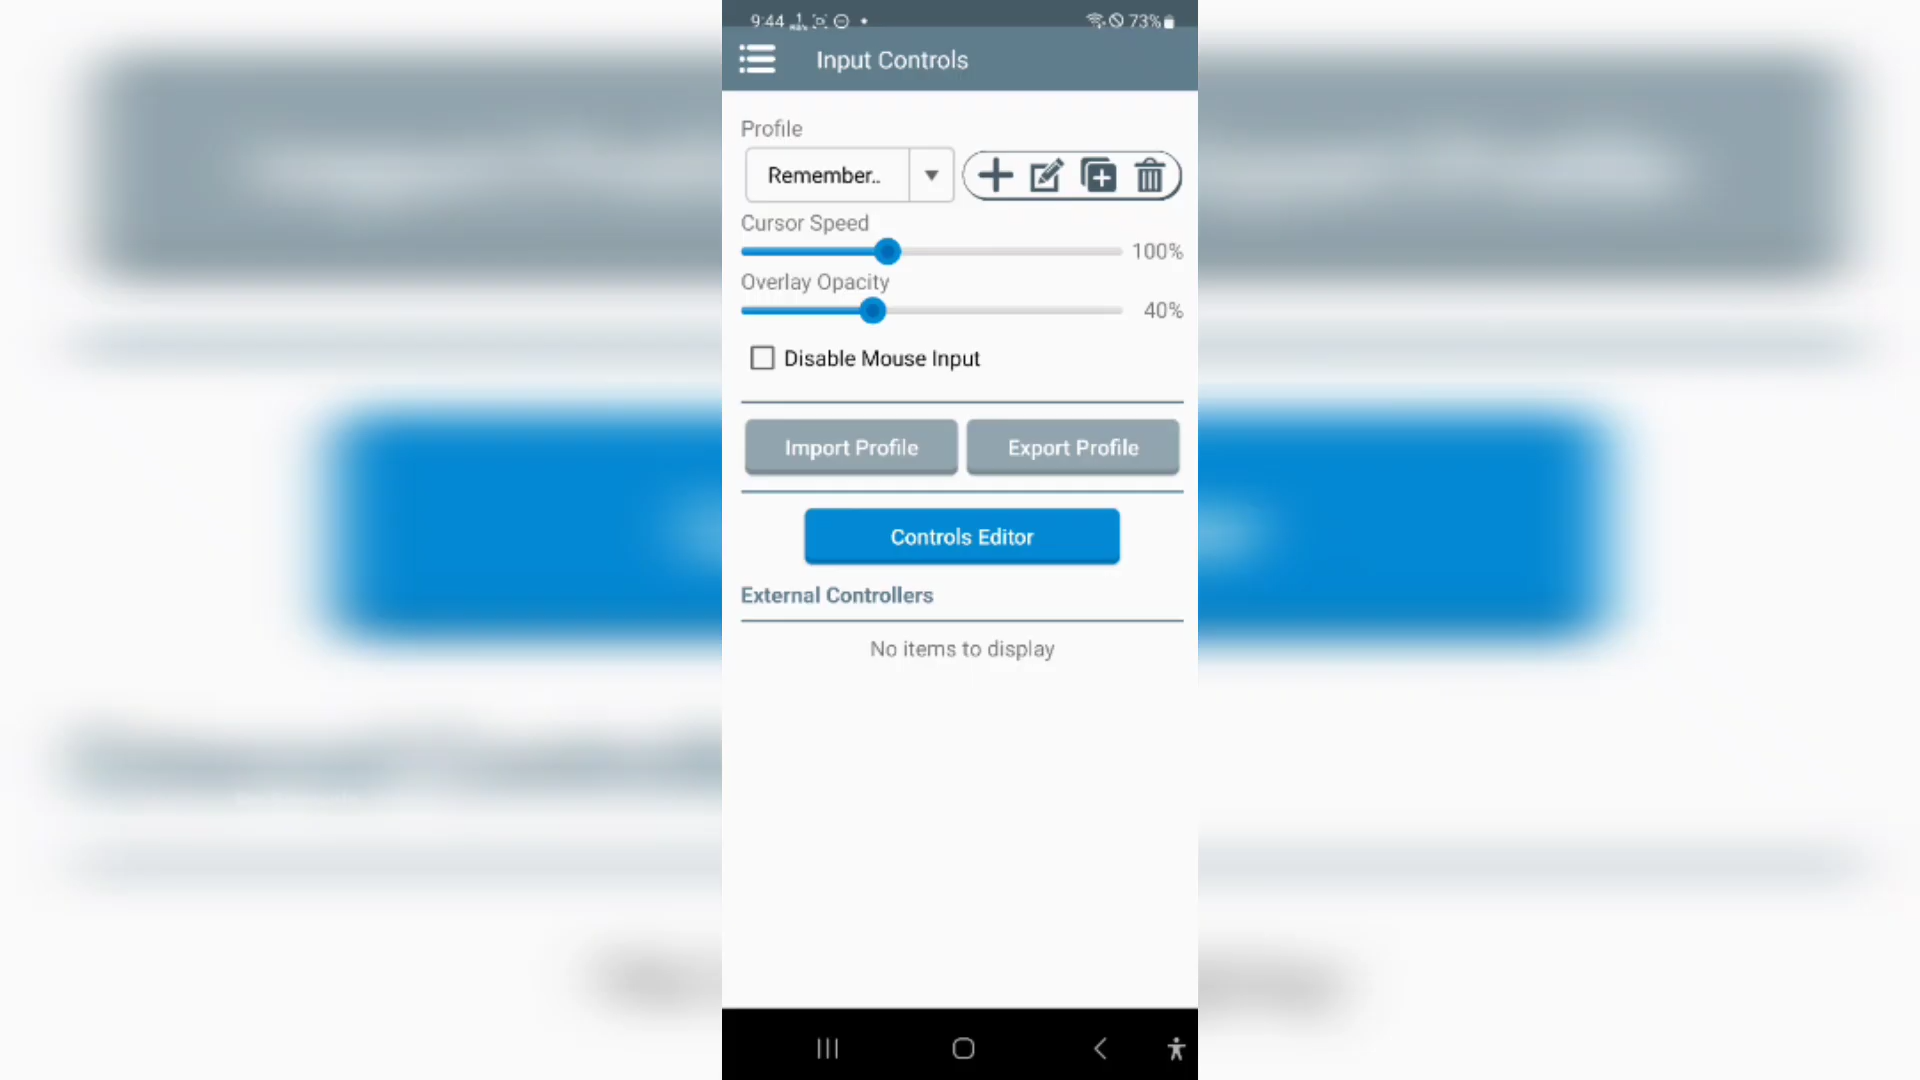 9:44 73%
Input Controls
Profile
Remember..
Cursor Speed
100%
Overlay Opacity
40%
Disable Mouse Input
Import Profile Export Profile
Controls Editor
External Controllers
No items to display